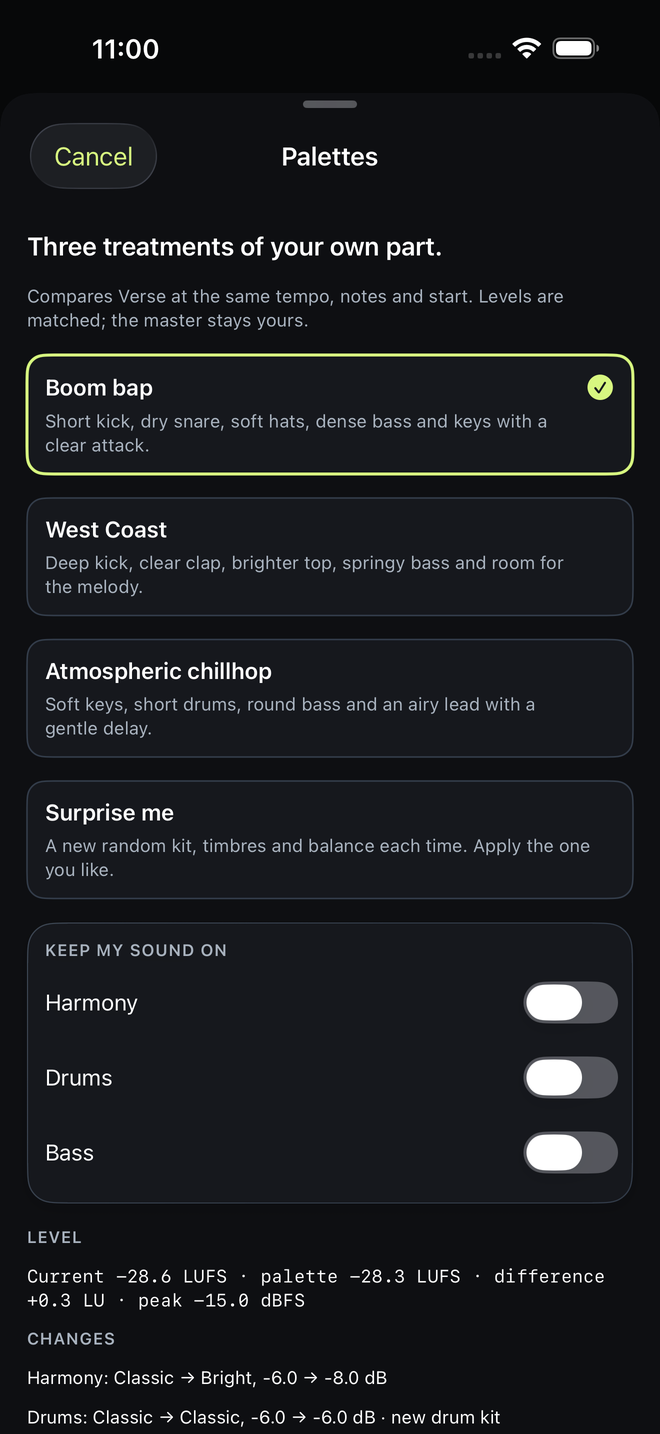 11:00
Cancel
Palettes
Three treatments of your own part.
Compares Verse at the same tempo, notes and start. Levels are
matched; the master stays yours.
Boom bap
Short kick, dry snare, soft hats, dense bass and keys with a
clear attack.
West Coast
Deep kick, clear clap, brighter top, springy bass and room for
the melody.
Atmospheric chillhop
Soft keys, short drums, round bass and an airy lead with a
gentle delay.
Surprise me
A new random kit, timbres and balance each time. Apply the one
you like.
KEEP MY SOUND ON
Harmony
Drums
Bass
LEVEL
Current −28.6 LUFS · palette −28.3 LUFS · difference
+0.3 LU · peak −15.0 dBFS
CHANGES
Harmony: Classic → Bright, -6.0 → -8.0 dB
Drums: Classic → Classic, -6.0 → -6.0 dB · new drum kit